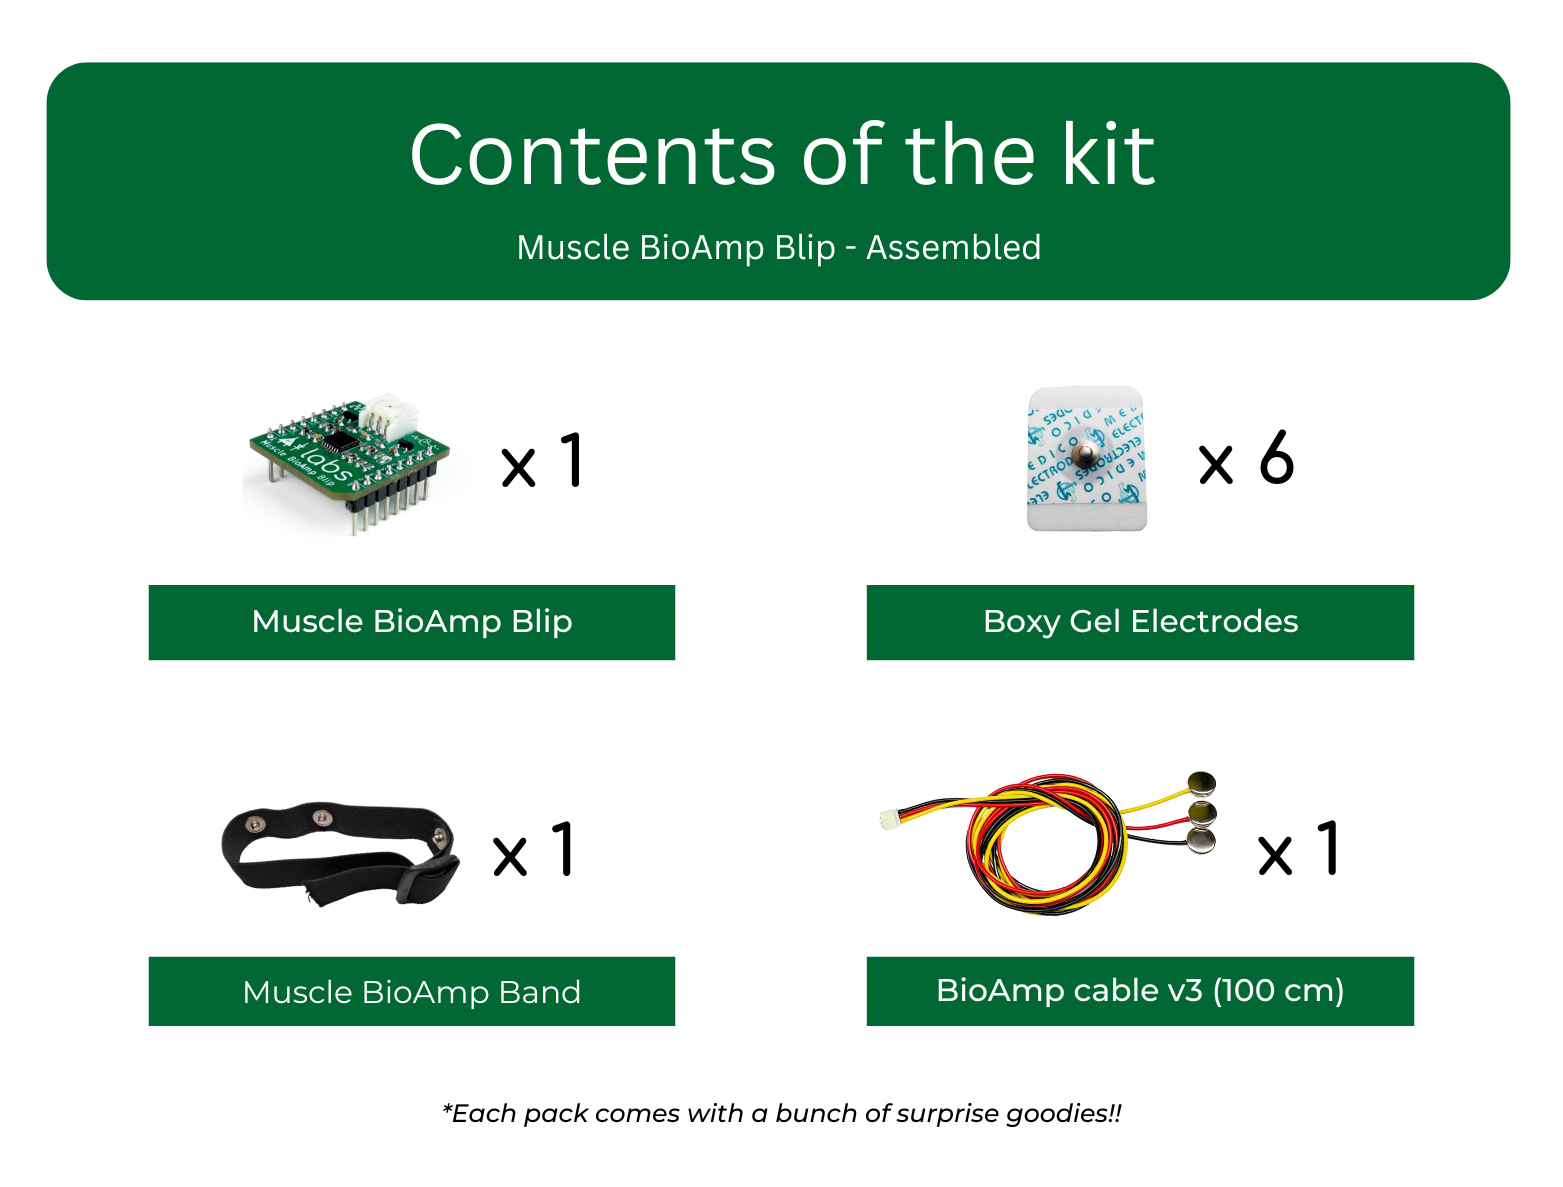 Contents of the kit
Muscle BioAmp Blip - Assembled
labs
Muscle BioAmp Blip
x 1
x 6
Muscle BioAmp Blip
Boxy Gel Electrodes
x 1
x 1
Muscle BioAmp Band
BioAmp cable v3 (100 cm)
*Each pack comes with a bunch of surprise goodies!!